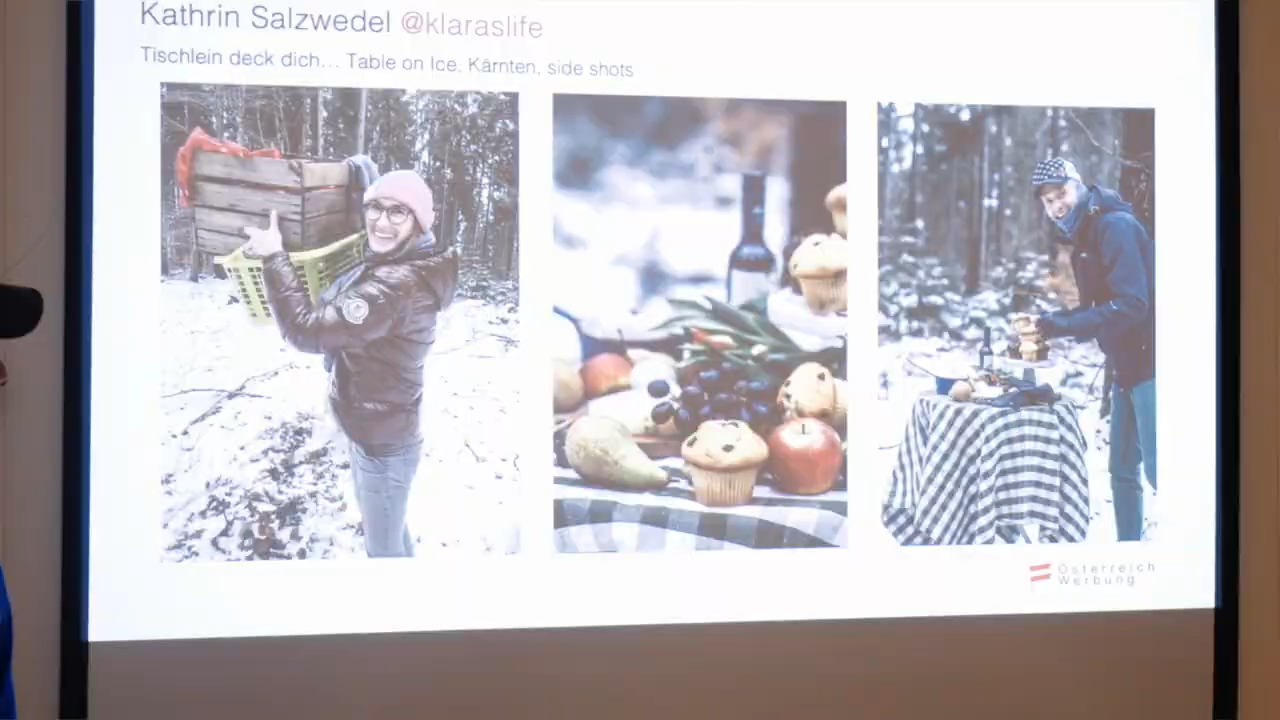 Kathrin Salzwedel @klaraslife
Tischlein deck dich... Table on Ice, Kärnten, side shots
Österreich
Werbung